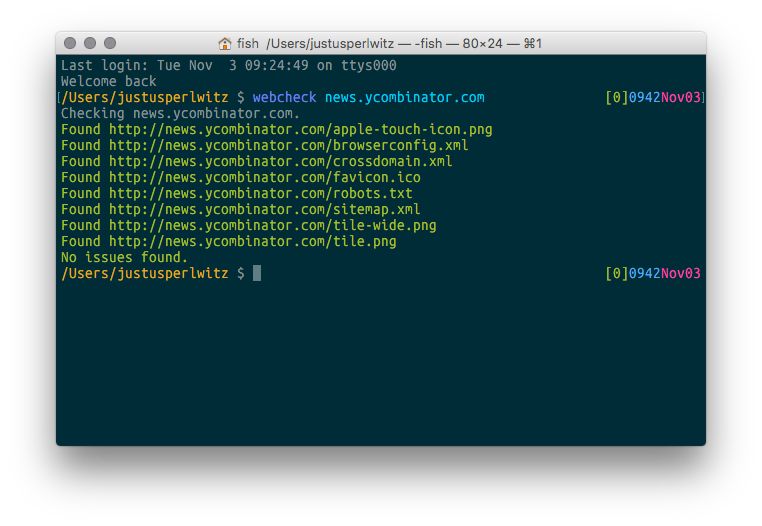 fish /Users/justusperlwitz — -fish — 80×24 — ⌘1
Last login: Tue Nov  3 09:24:49 on ttys000
Welcome back
[/Users/justusperlwitz $ webcheck news.ycombinator.com [0]0942Nov03]
Checking news.ycombinator.com.
Found http://news.ycombinator.com/apple-touch-icon.png
Found http://news.ycombinator.com/browserconfig.xml
Found http://news.ycombinator.com/crossdomain.xml
Found http://news.ycombinator.com/favicon.ico
Found http://news.ycombinator.com/robots.txt
Found http://news.ycombinator.com/sitemap.xml
Found http://news.ycombinator.com/tile-wide.png
Found http://news.ycombinator.com/tile.png
No issues found.
/Users/justusperlwitz $ [0]0942Nov03